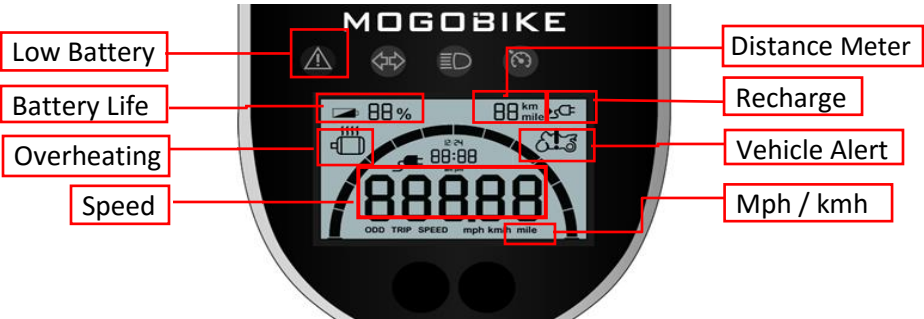 MOGOBIKE
Low Battery
Distance Meter
Battery Life
88%
88 km
mile
Recharge
Overheating
12/24
88:88
Vehicle Alert
Speed
88888
Mph / kmh
ODD TRIP SPEED mph km/h mile